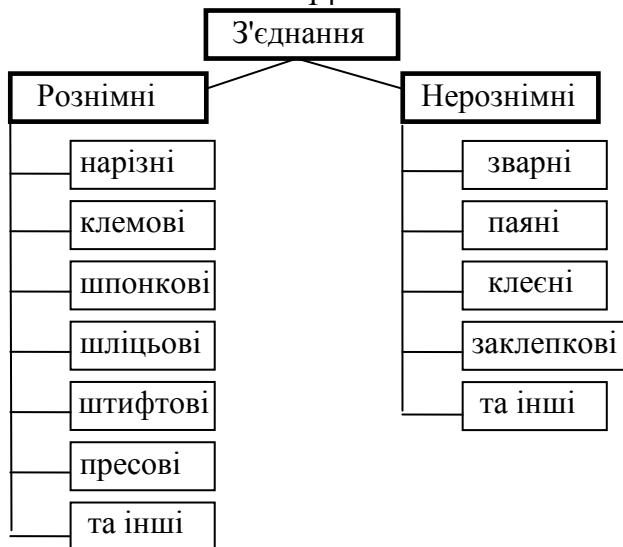 З'єднання
Рознімні
нарізні
клемові
шпонкові
шліцьові
штифтові
пресові
та інші
Нерознімні
зварні
паяні
клеєні
заклепкові
та інші